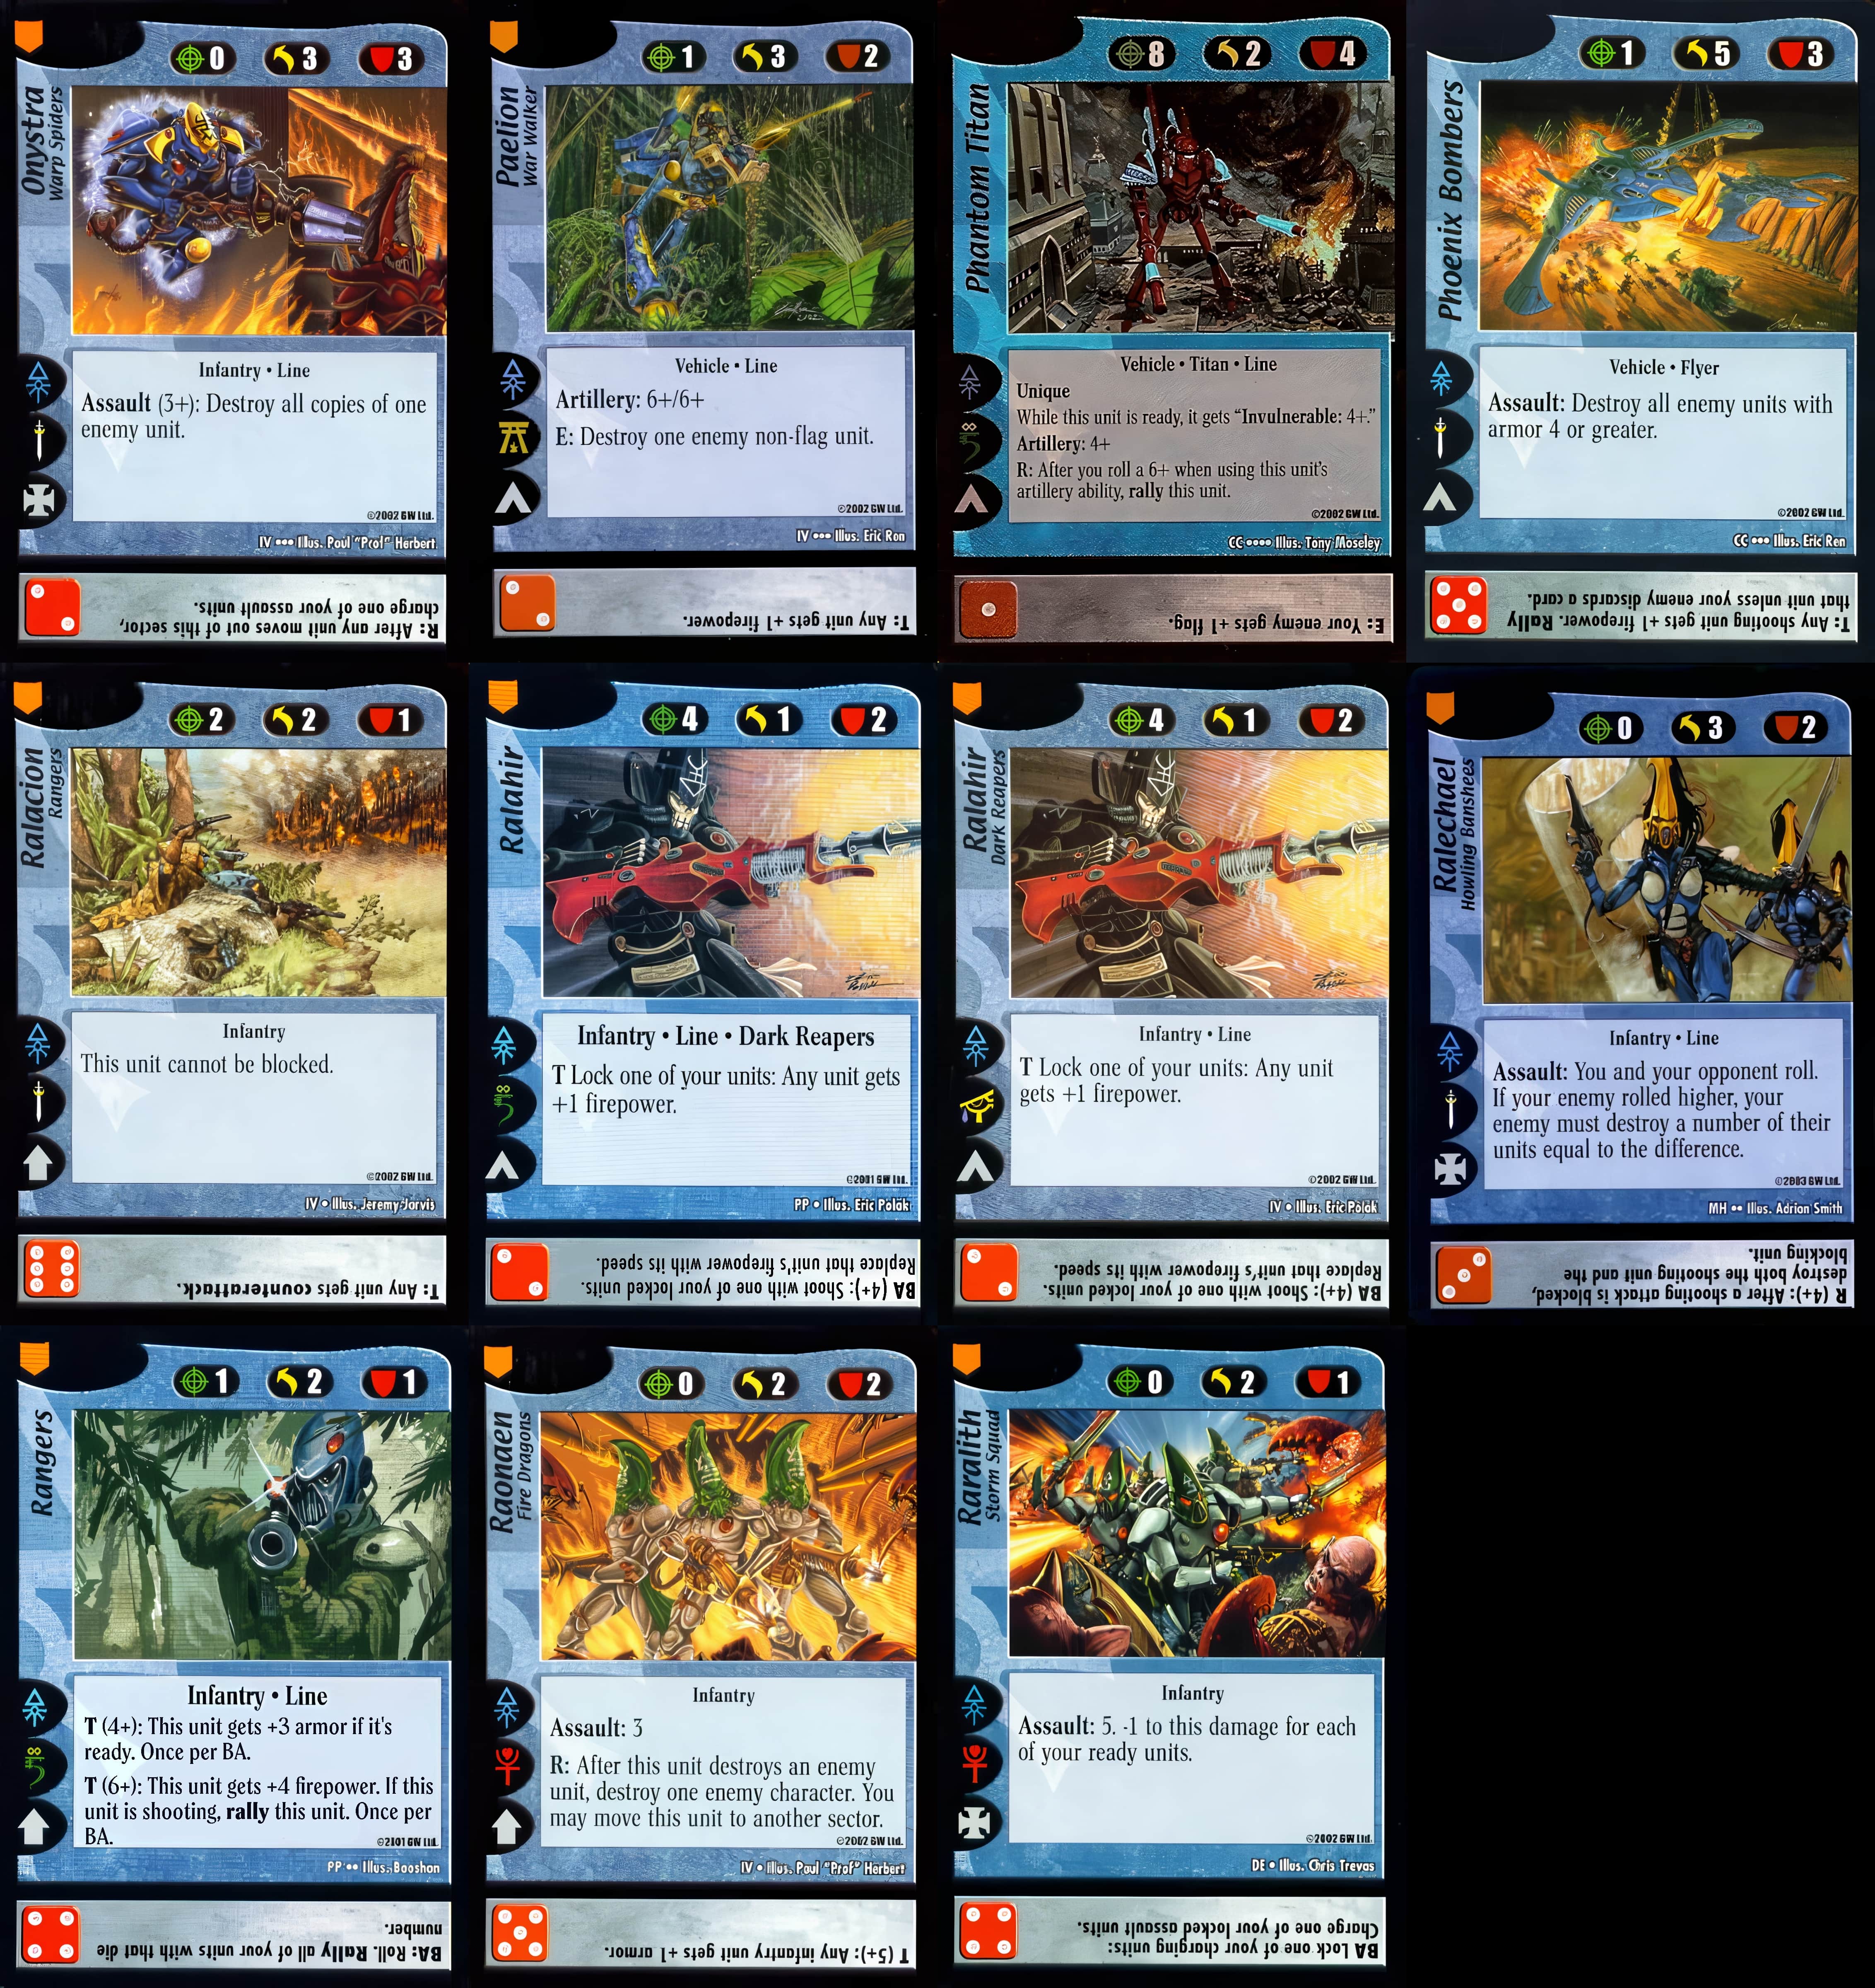 0 3 3
Onystra
Warp Spiders
Infantry • Line
Assault (3+): Destroy all copies of one
enemy unit.
©2002 GW Ltd.
IV ••• Illus. Paul "Prof" Herbert
R: After any unit moves out of this sector,
charge one of your assault units.
1 3 2
Paelion
War Walker
Vehicle • Line
Artillery: 6+/6+
E: Destroy one enemy non-flag unit.
©2002 GW Ltd.
IV ••• Illus. Eric Ren
T: Any unit gets +1 firepower.
8 2 4
Phantom Titan
Vehicle • Titan • Line
Unique
While this unit is ready, it gets “Invulnerable: 4+.”
Artillery: 4+
R: After you roll a 6+ when using this unit's
artillery ability, rally this unit.
©2002 GW Ltd.
CC •••• Illus. Tony Moseley
E: Your enemy gets +1 flag.
1 5 3
Phoenix Bombers
Vehicle • Flyer
Assault: Destroy all enemy units with
armor 4 or greater.
©2002 GW Ltd.
CC ••• Illus. Eric Ren
T: Any shooting unit gets +1 firepower. Rally
that unit unless your enemy discards a card.
2 2 1
Ralacion
Rangers
Infantry
This unit cannot be blocked.
©2002 GW Ltd.
IV • Illus. Jeremy Jarvis
T: Any unit gets counterattack.
4 1 2
Ralahir
Infantry • Line • Dark Reapers
T Lock one of your units: Any unit gets
+1 firepower.
©2001 GW Ltd.
PP • Illus. Eric Polak
BA (4+): Shoot with one of your locked units.
Replace that unit's firepower with its speed.
4 1 2
Ralahir
Dark Reapers
Infantry • Line
T Lock one of your units: Any unit
gets +1 firepower.
©2002 GW Ltd.
IV • Illus. Eric Polak
BA (4+): Shoot with one of your locked units.
Replace that unit's firepower with its speed.
0 3 2
Ralechael
Howling Banshees
Infantry • Line
Assault: You and your opponent roll.
If your enemy rolled higher, your
enemy must destroy a number of their
units equal to the difference.
©2003 GW Ltd.
MH •• Illus. Adrian Smith
R (4+): After a shooting attack is blocked,
destroy both the shooting unit and the
blocking unit.
1 2 1
Rangers
Infantry • Line
T (4+): This unit gets +3 armor if it's
ready. Once per BA.
T (6+): This unit gets +4 firepower. If this
unit is shooting, rally this unit. Once per
BA.
©2001 GW Ltd.
PP •• Illus. Booshon
BA: Roll. Rally all of your units with that die
number.
0 2 2
Raonaen
Fire Dragons
Infantry
Assault: 3
R: After this unit destroys an enemy
unit, destroy one enemy character. You
may move this unit to another sector.
©2002 GW Ltd.
IV • Illus. Paul "Prof" Herbert
T (5+): Any infantry unit gets +1 armor.
0 2 1
Raralith
Storm Squad
Infantry
Assault: 5. -1 to this damage for each
of your ready units.
©2002 GW Ltd.
DE • Illus. Chris Trevas
BA Lock one of your charging units:
Charge one of your locked assault units.